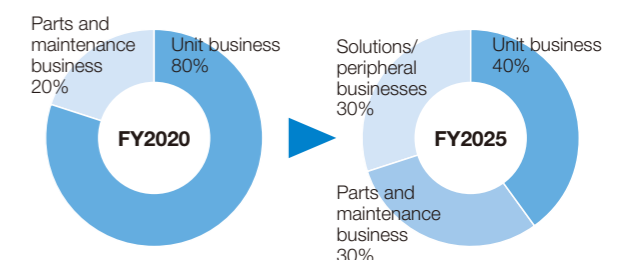 Parts and
maintenance
business
20%
Unit business
80%
FY2020
Solutions/
peripheral
businesses
30%
Unit business
40%
FY2025
Parts and
maintenance
business
30%